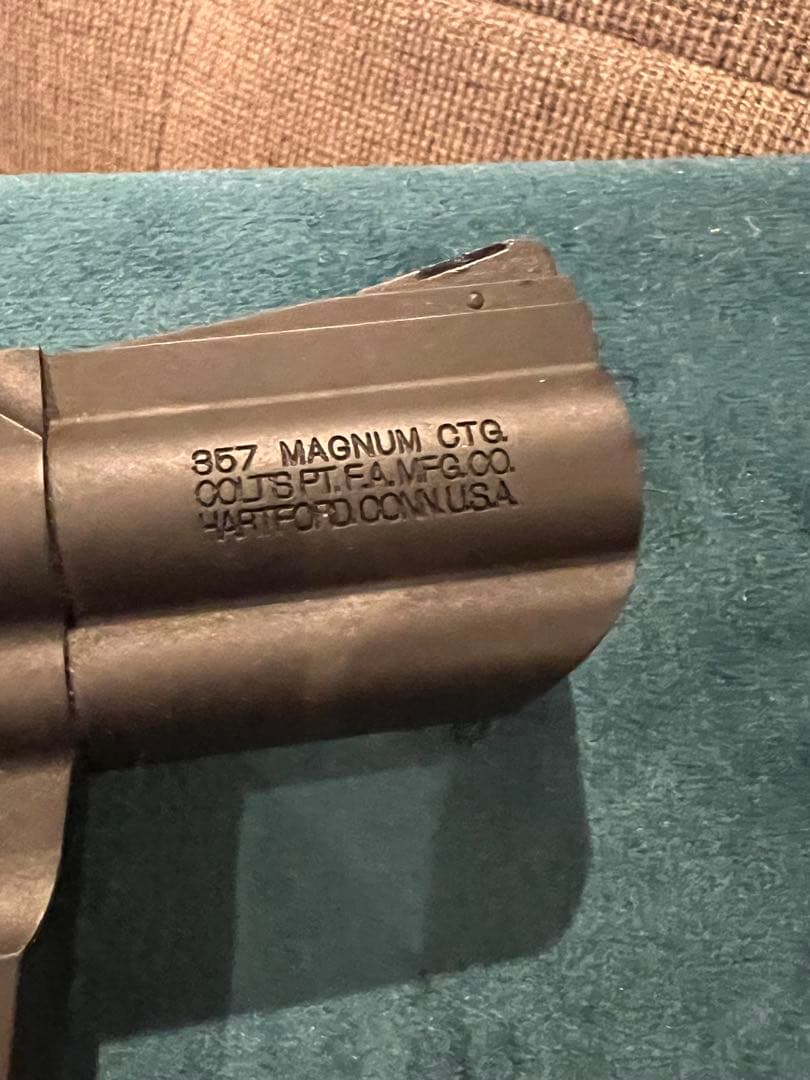 357 MAGNUM CTG.
COLT'S PT. F.A. MFG. CO.
HARTFORD. CONN. U.S.A